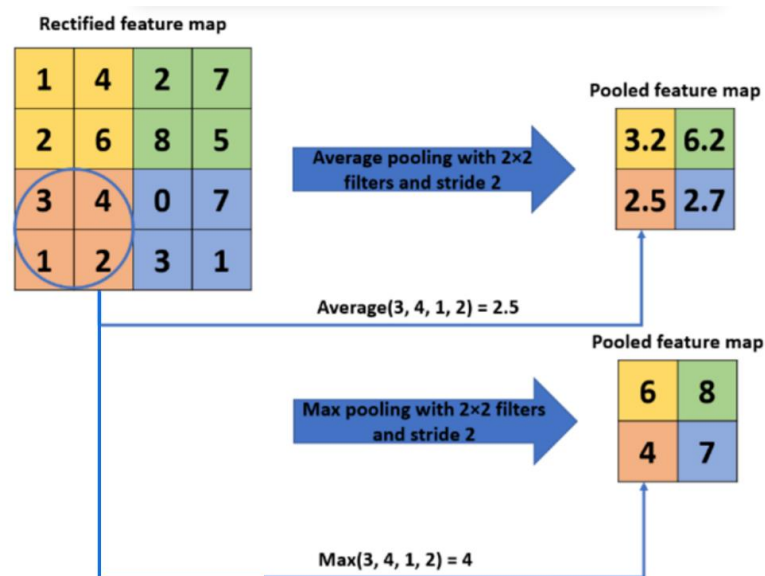 Rectified feature map
1 4 2 7
2 6 8 5
3 4 0 7
1 2 3 1
Average pooling with 2×2
filters and stride 2
Pooled feature map
3.2 6.2
2.5 2.7
Average(3, 4, 1, 2) = 2.5
Max pooling with 2×2 filters
and stride 2
Pooled feature map
6 8
4 7
Max(3, 4, 1, 2) = 4